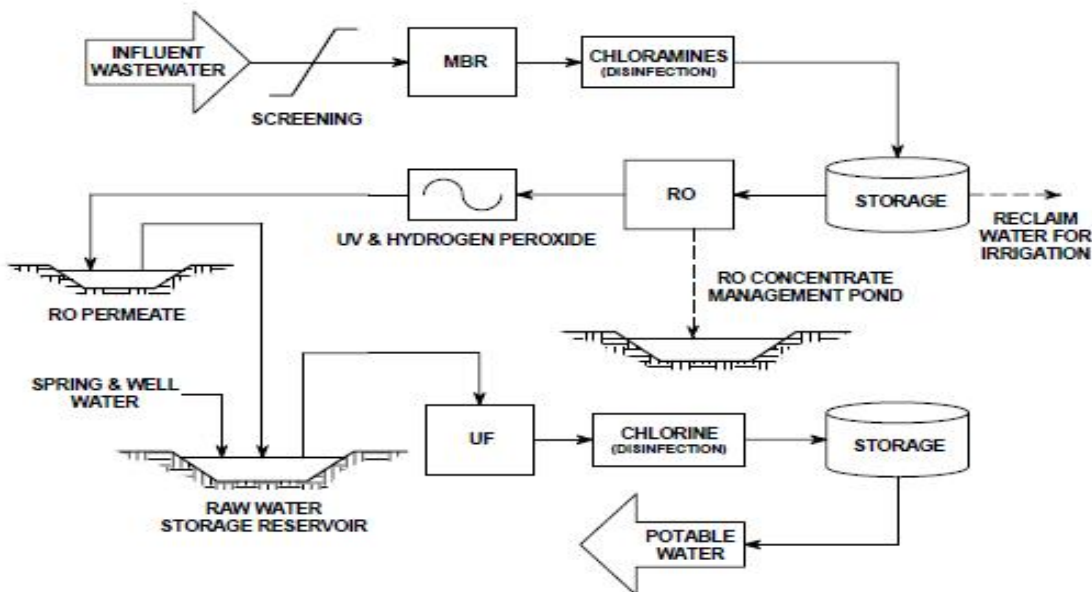 INFLUENT
WASTEWATER
SCREENING
MBR
CHLORAMINES
(DISINFECTION)
STORAGE
RECLAIM
WATER FOR
IRRIGATION
RO
UV & HYDROGEN PEROXIDE
RO PERMEATE
RO CONCENTRATE
MANAGEMENT POND
SPRING & WELL
WATER
RAW WATER
STORAGE RESERVOIR
UF
CHLORINE
(DISINFECTION)
STORAGE
POTABLE
WATER